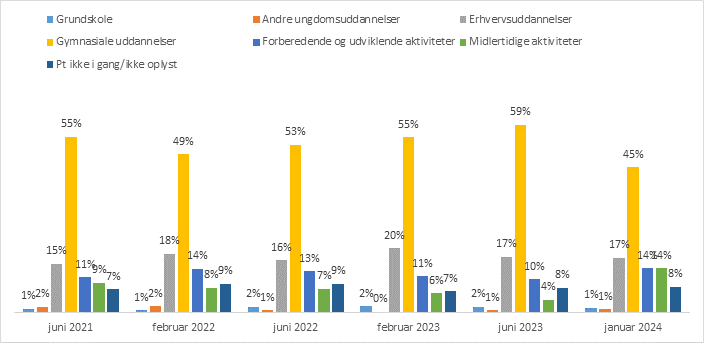 Grundskole Andre ungdomsuddannelser Erhvervsuddannelser
Gymnasiale uddannelser Forberedende og udviklende aktiviteter Midlertidige aktiviteter
Pt ikke i gang/ikke oplyst
1% 2% 15% 55% 11% 9% 7%
1% 2% 18% 49% 14% 8% 9%
2% 1% 16% 53% 13% 7% 9%
2% 0% 20% 55% 11% 6% 7%
2% 1% 17% 59% 10% 4% 8%
1% 1% 17% 45% 14% 14% 8%
juni 2021 februar 2022 juni 2022 februar 2023 juni 2023 januar 2024